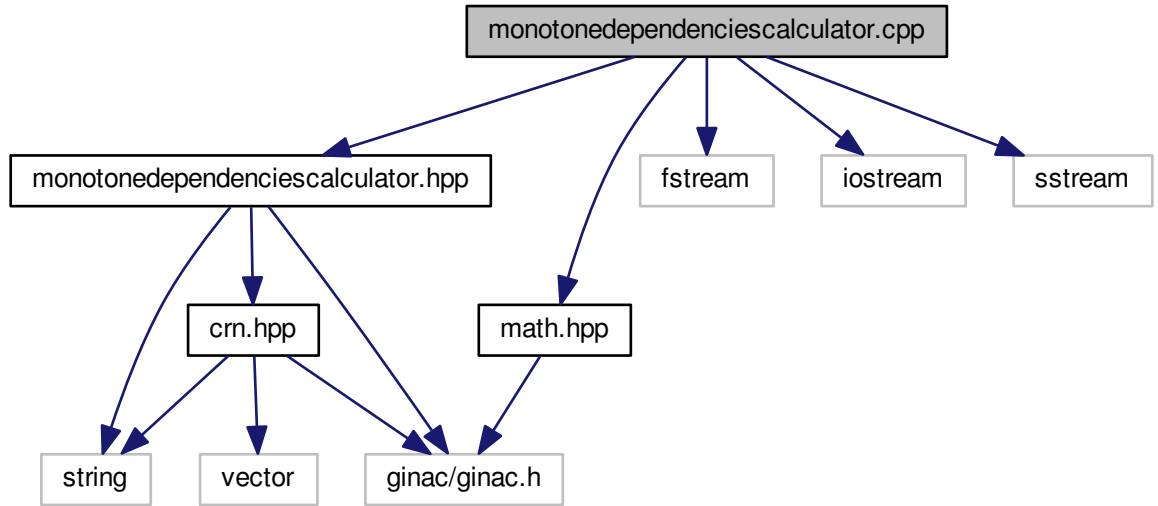 monotonedependenciescalculator.cpp
monotonedependenciescalculator.hpp
fstream
iostream
sstream
crn.hpp
math.hpp
string
vector
ginac/ginac.h